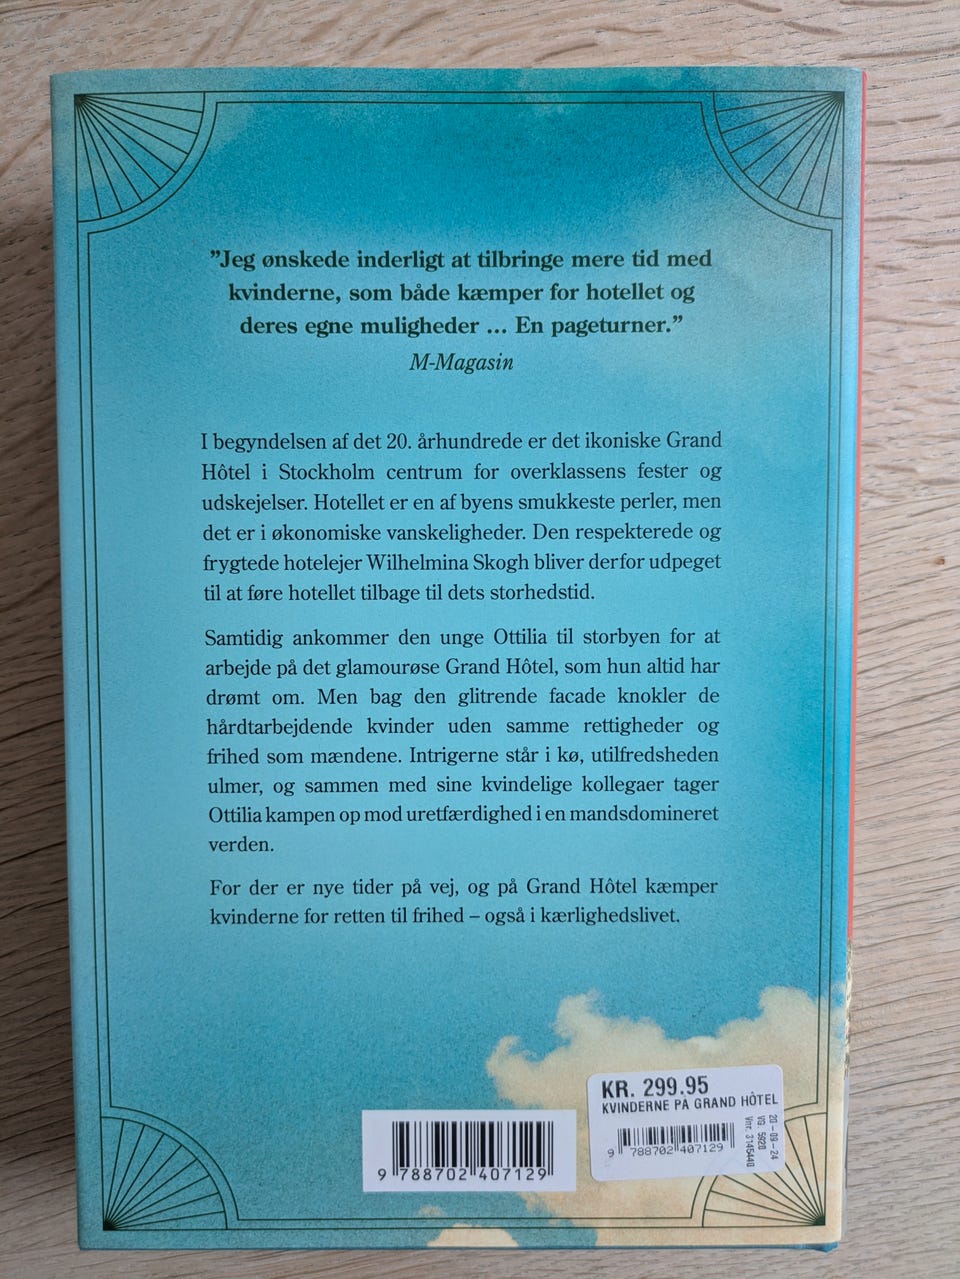 ”Jeg ønskede inderligt at tilbringe mere tid med
kvinderne, som både kæmper for hotellet og
deres egne muligheder ... En pageturner.”
M-Magasin
I begyndelsen af det 20. århundrede er det ikoniske Grand
Hôtel i Stockholm centrum for overklassens fester og
udskejelser. Hotellet er en af byens smukkeste perler, men
det er i økonomiske vanskeligheder. Den respekterede og
frygtede hotelejer Wilhelmina Skogh bliver derfor udpeget
til at føre hotellet tilbage til dets storhedstid.
Samtidig ankommer den unge Ottilia til storbyen for at
arbejde på det glamourøse Grand Hôtel, som hun altid har
drømt om. Men bag den glitrende facade knokler de
hårdtarbejdende kvinder uden samme rettigheder og
frihed som mændene. Intrigerne står i kø, utilfredsheden
ulmer, og sammen med sine kvindelige kollegaer tager
Ottilia kampen op mod uretfærdighed i en mandsdomineret
verden.
For der er nye tider på vej, og på Grand Hôtel kæmper
kvinderne for retten til frihed – også i kærlighedslivet.
9 788702 407129
KR. 299.95
KVINDERNE PÅ GRAND HÔTEL
9 788702 407129
20-09-24
VG. 5920
Vnr. 3145440